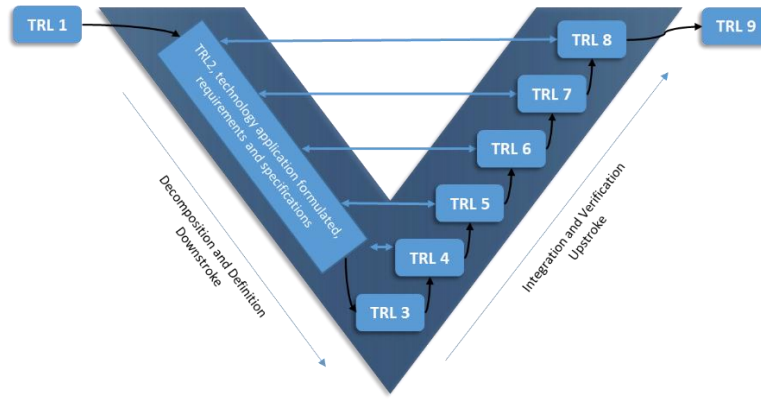 TRL 1
TRL2, technology application formulated,
requirements and specifications
Decomposition and Definition
Downstroke
TRL 3
TRL 4
TRL 5
TRL 6
TRL 7
TRL 8
TRL 9
Integration and Verification
Upstroke